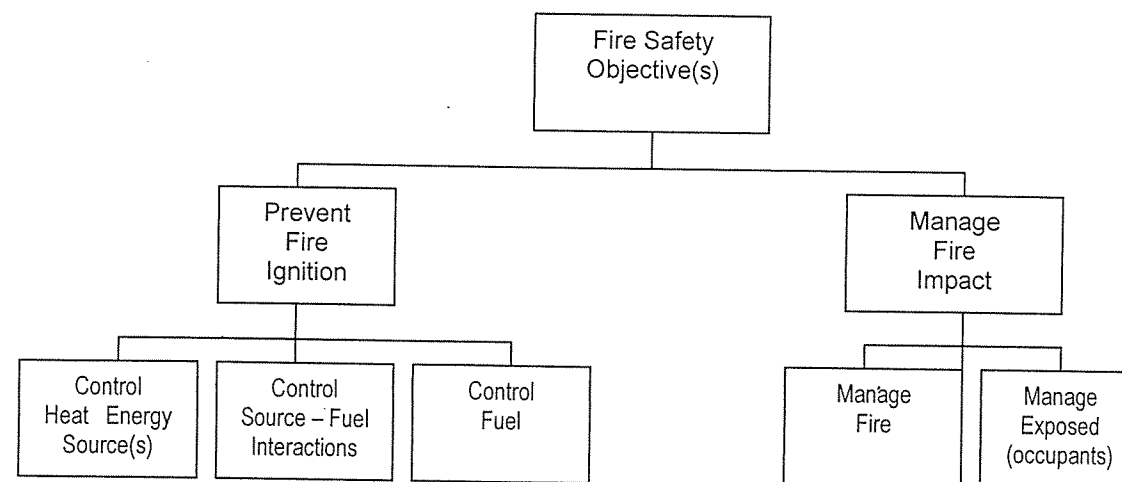 Fire Safety
Objective(s)
Prevent
Fire
Ignition
Manage
Fire
Impact
Control
Heat Energy
Source(s)
Control
Source – Fuel
Interactions
Control
Fuel
Manage
Fire
Manage
Exposed
(occupants)